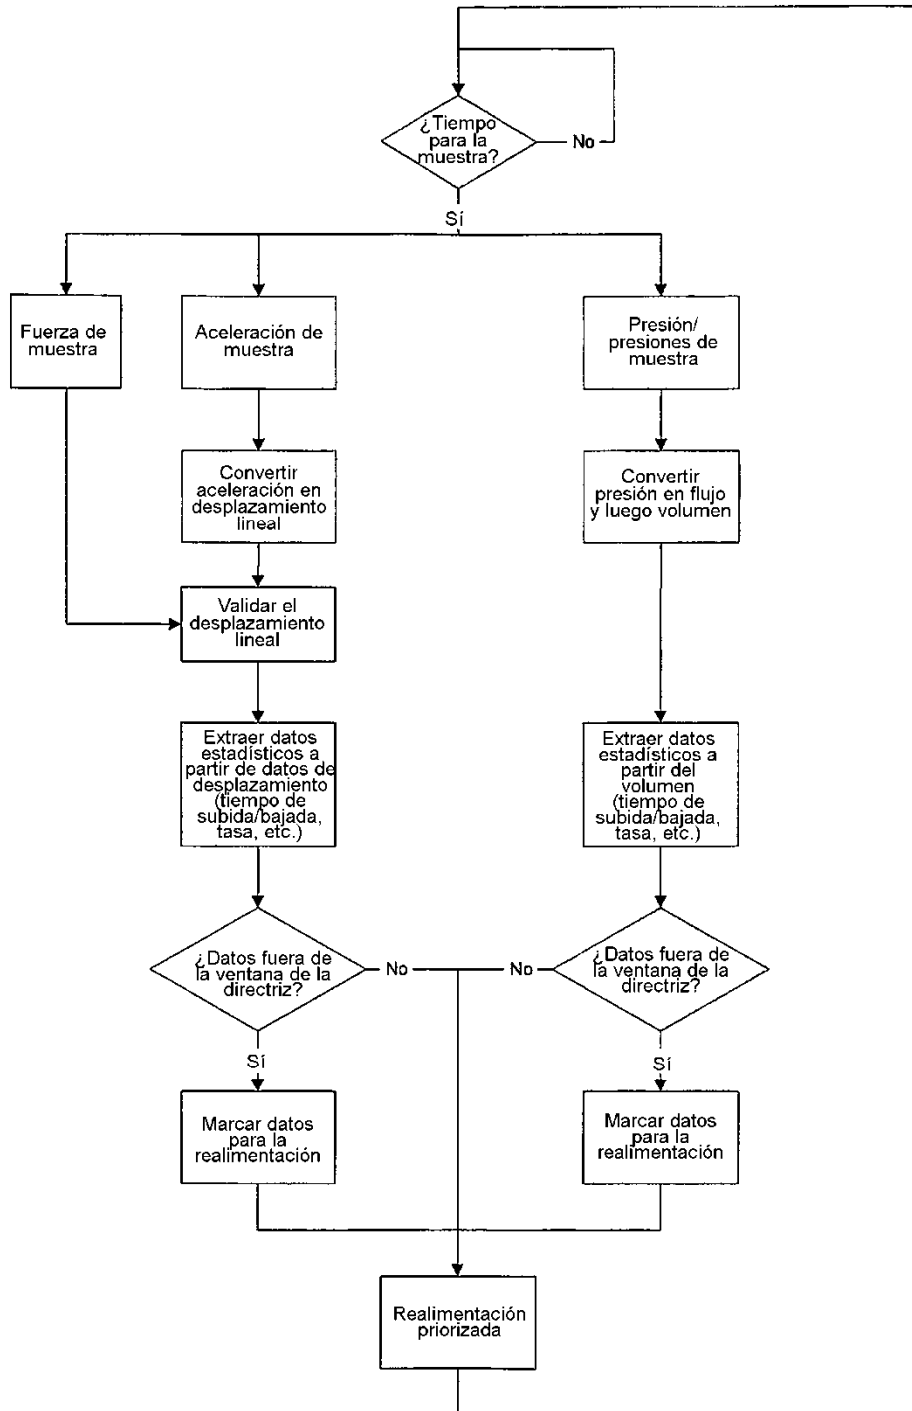 ¿Tiempo
para la
muestra?
No
Sí
Fuerza de
muestra
Aceleración de
muestra
Presión/
presiones de
muestra
Convertir
aceleración en
desplazamiento
lineal
Convertir
presión en flujo
y luego volumen
Validar el
desplazamiento
lineal
Extraer datos
estadísticos a
partir de datos de
desplazamiento
(tiempo de
subida/bajada,
tasa, etc.)
Extraer datos
estadísticos a
partir del
volumen
(tiempo de
subida/bajada,
tasa, etc.)
¿Datos fuera de
la ventana de la
directriz?
No
No
¿Datos fuera de
la ventana de la
directriz?
Sí
Sí
Marcar datos
para la
realimentación
Marcar datos
para la
realimentación
Realimentación
priorizada